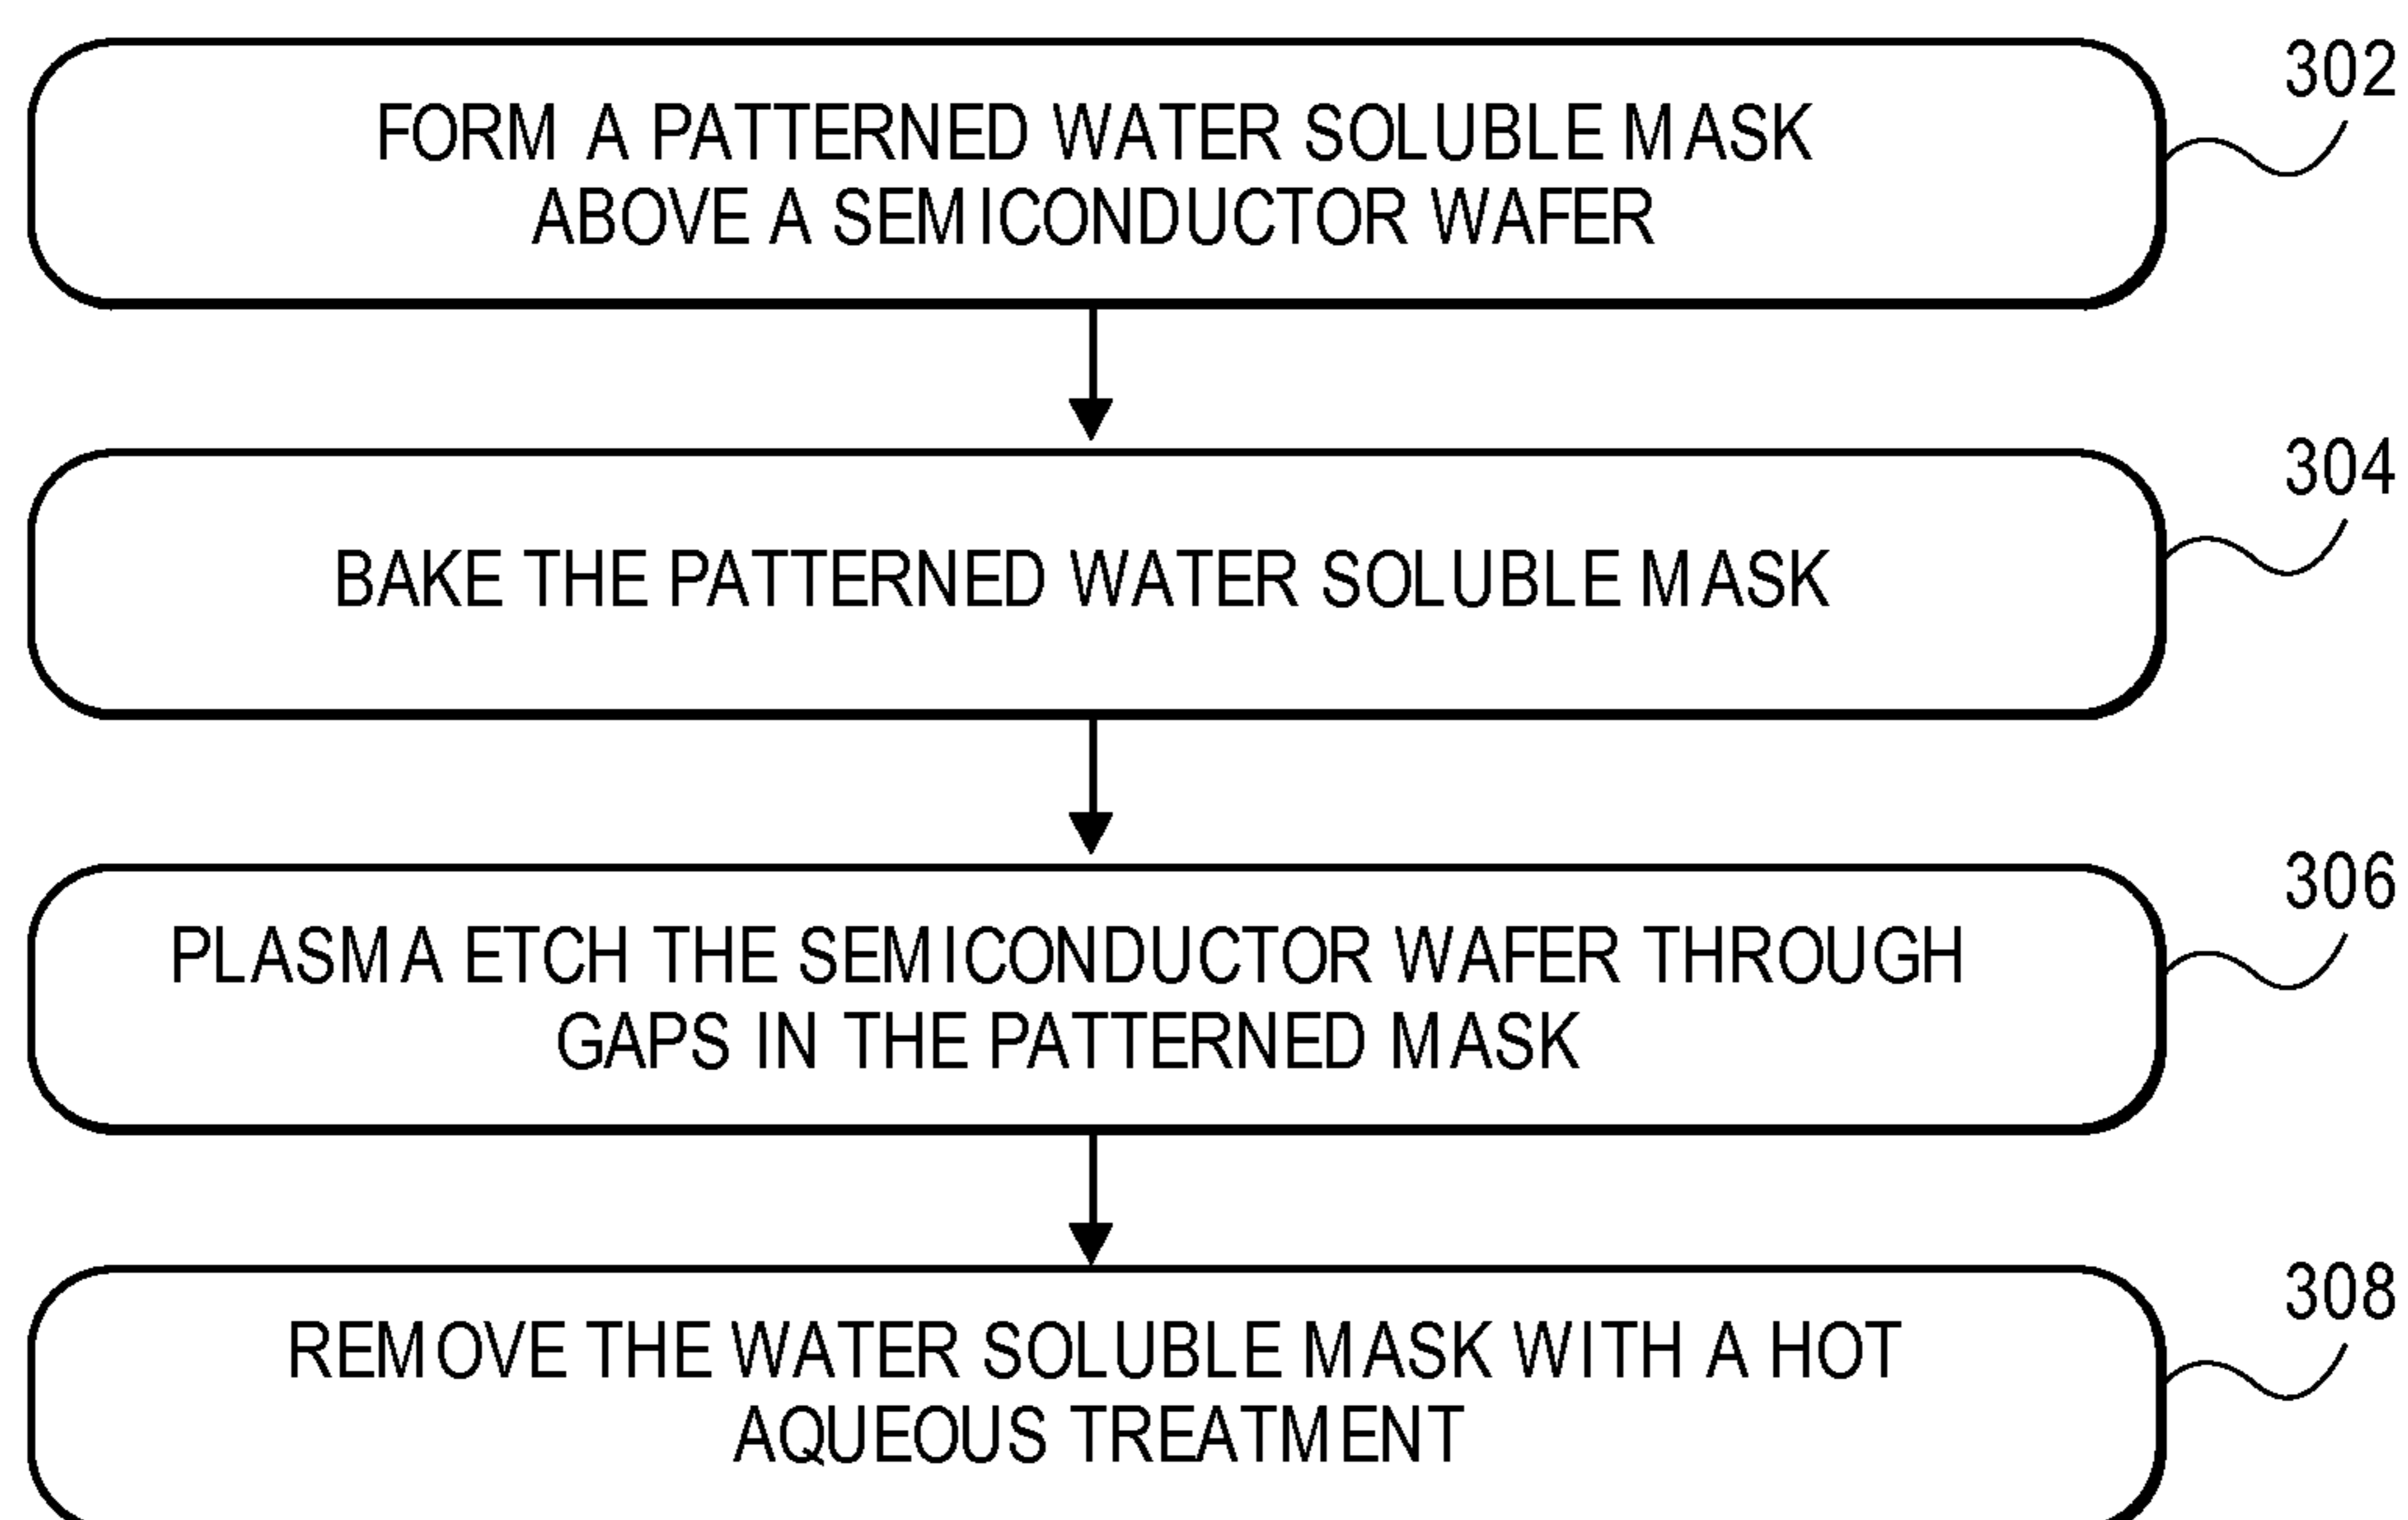 302
FORM A PATTERNED WATER SOLUBLE MASK
ABOVE A SEMICONDUCTOR WAFER
304
BAKE THE PATTERNED WATER SOLUBLE MASK
306
PLASMA ETCH THE SEMICONDUCTOR WAFER THROUGH
GAPS IN THE PATTERNED MASK
308
REMOVE THE WATER SOLUBLE MASK WITH A HOT
AQUEOUS TREATMENT